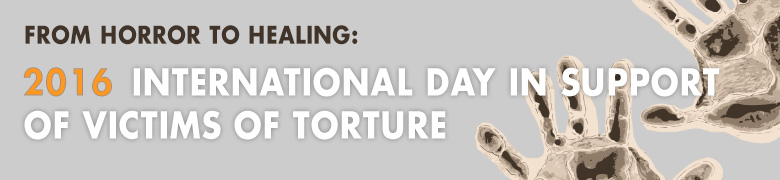 FROM HORROR TO HEALING:
2016 INTERNATIONAL DAY IN SUPPORT
OF VICTIMS OF TORTURE